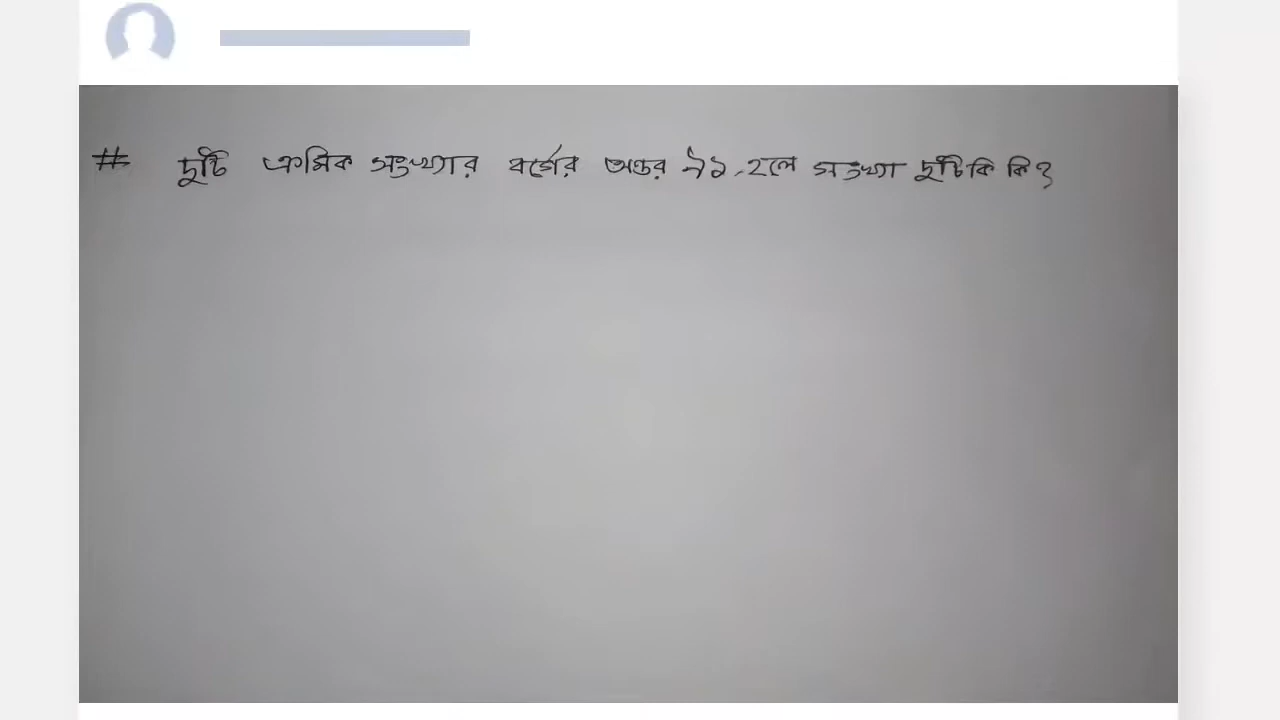 # দুটি ক্রমিক সংখ্যার বর্গের অন্তর ৯১ হলে সংখ্যা দুটি কি কি?